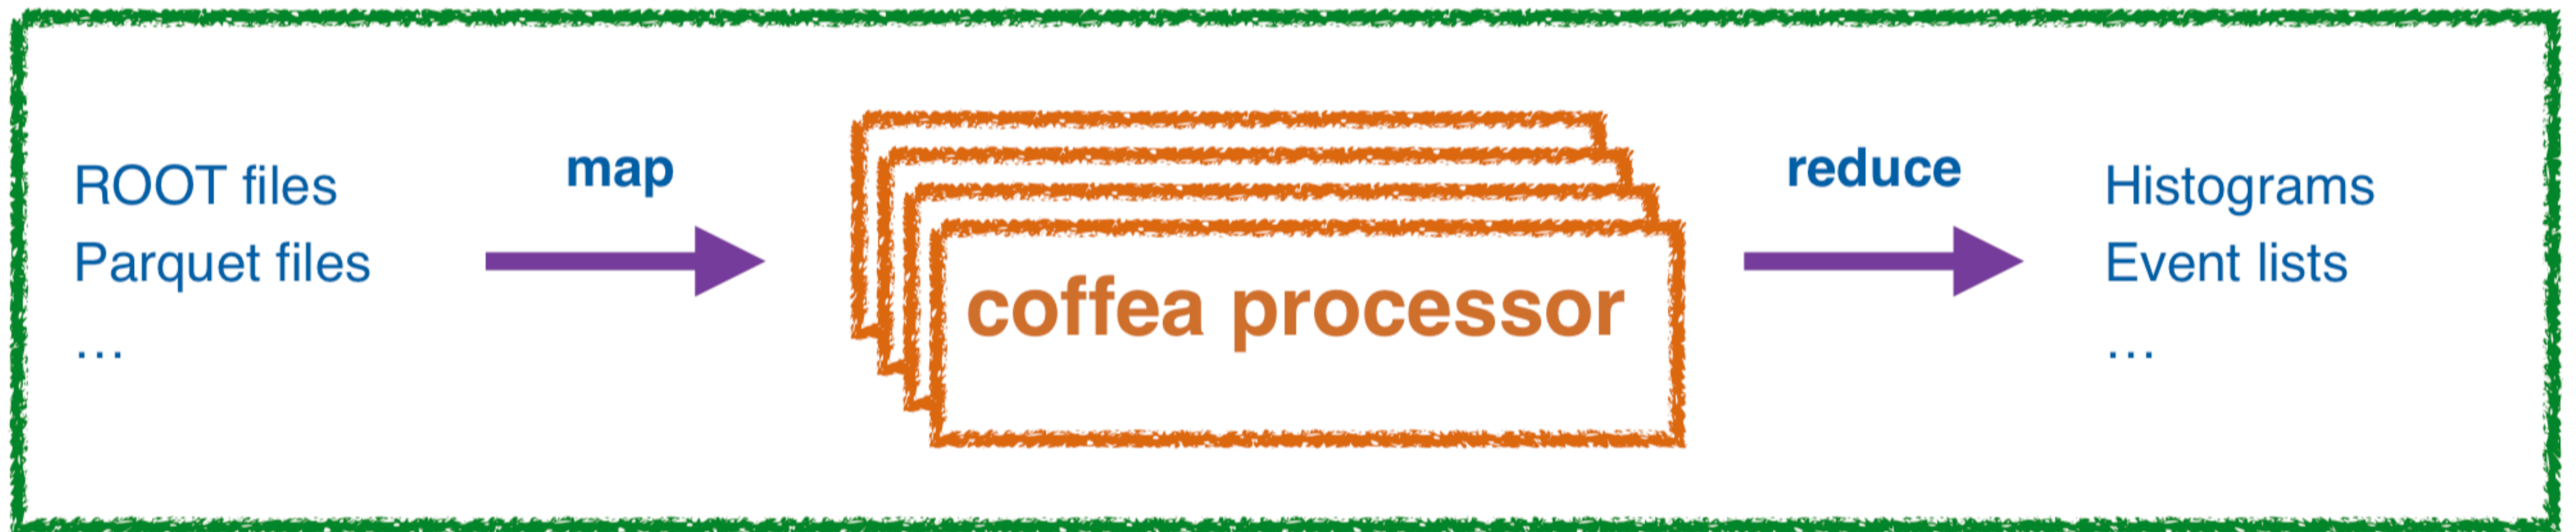 ROOT files
Parquet files
…
map
coffea processor
reduce
Histograms
Event lists
…